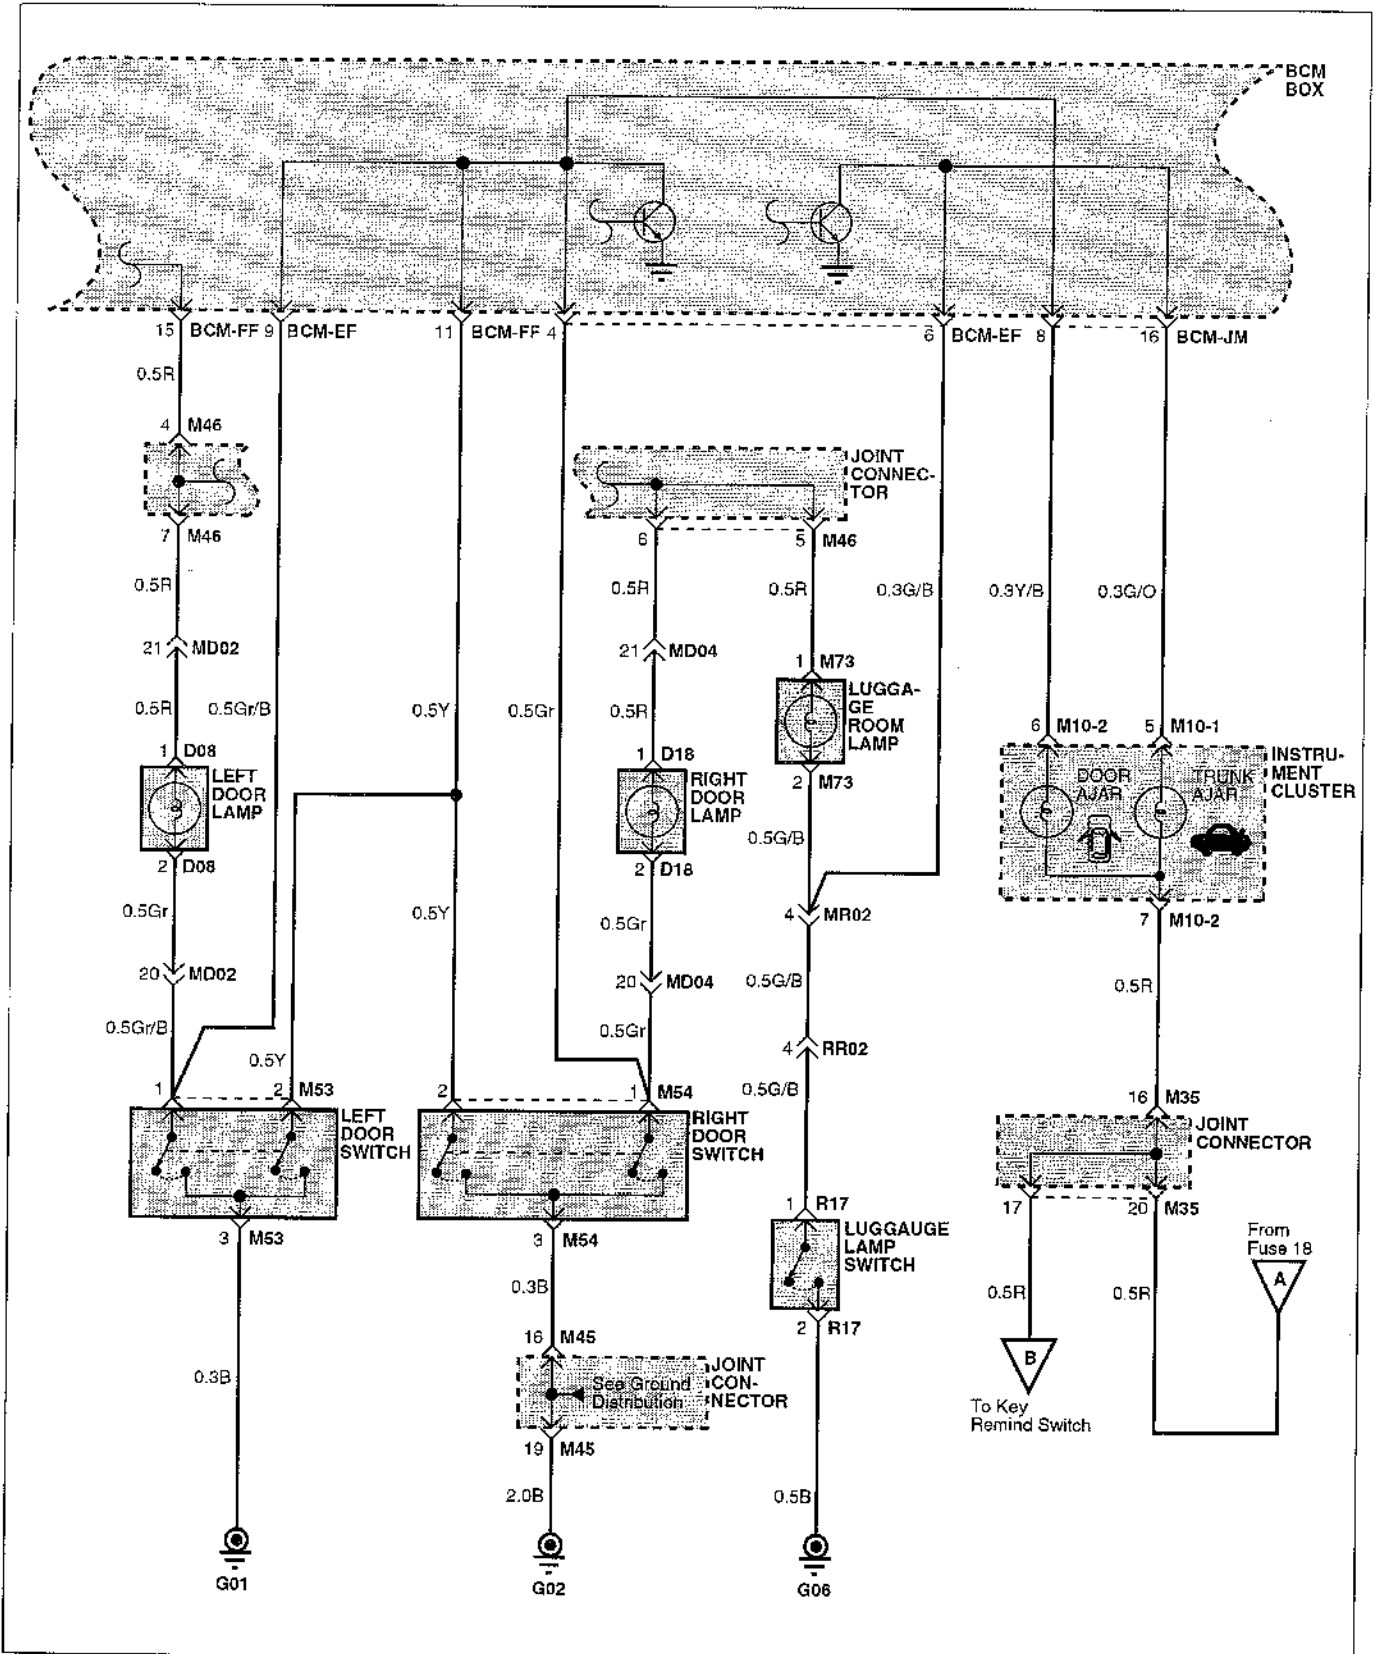 BCM
BOX
15 BCM-FF 9 BCM-EF 11 BCM-FF 4 6 BCM-EF 8 16 BCM-JM
0.5R
4 M46
JOINT
CONNEC-
TOR
7 M46
6 5 M46
0.5R 0.5R 0.5R 0.3G/B 0.3Y/B 0.3G/O
21 MD02 21 MD04
1 M73
LUGGA-
GE
ROOM
LAMP
0.5R 0.5Gr/B 0.5Y 0.5Gr 0.5R
6 M10-2 5 M10-1
1 D08 1 D18
LEFT
DOOR
LAMP
RIGHT
DOOR
LAMP
2 M73
INSTRU-
MENT
CLUSTER
DOOR
AJAR
TRUNK
AJAR
0.5G/B
2 D08 2 D18
0.5Gr 0.5Y 0.5Gr
4 MR02
7 M10-2
20 MD02 20 MD04
0.5G/B 0.5R
0.5Gr/B 0.5Gr
4 RR02
0.5Y
1 2 M53 2 1 M54
0.5G/B
16 M35
LEFT
DOOR
SWITCH
RIGHT
DOOR
SWITCH
JOINT
CONNECTOR
1 R17
17 20 M35
3 M53 3 M54
LUGGAUGE
LAMP
SWITCH
From
Fuse 18
A
0.3B 0.5R 0.5R
16 M45
2 R17
B
JOINT
CON-
NECTOR
See Ground
Distribution
0.3B
To Key
Remind Switch
19 M45
2.0B 0.5B
G01 G02 G06